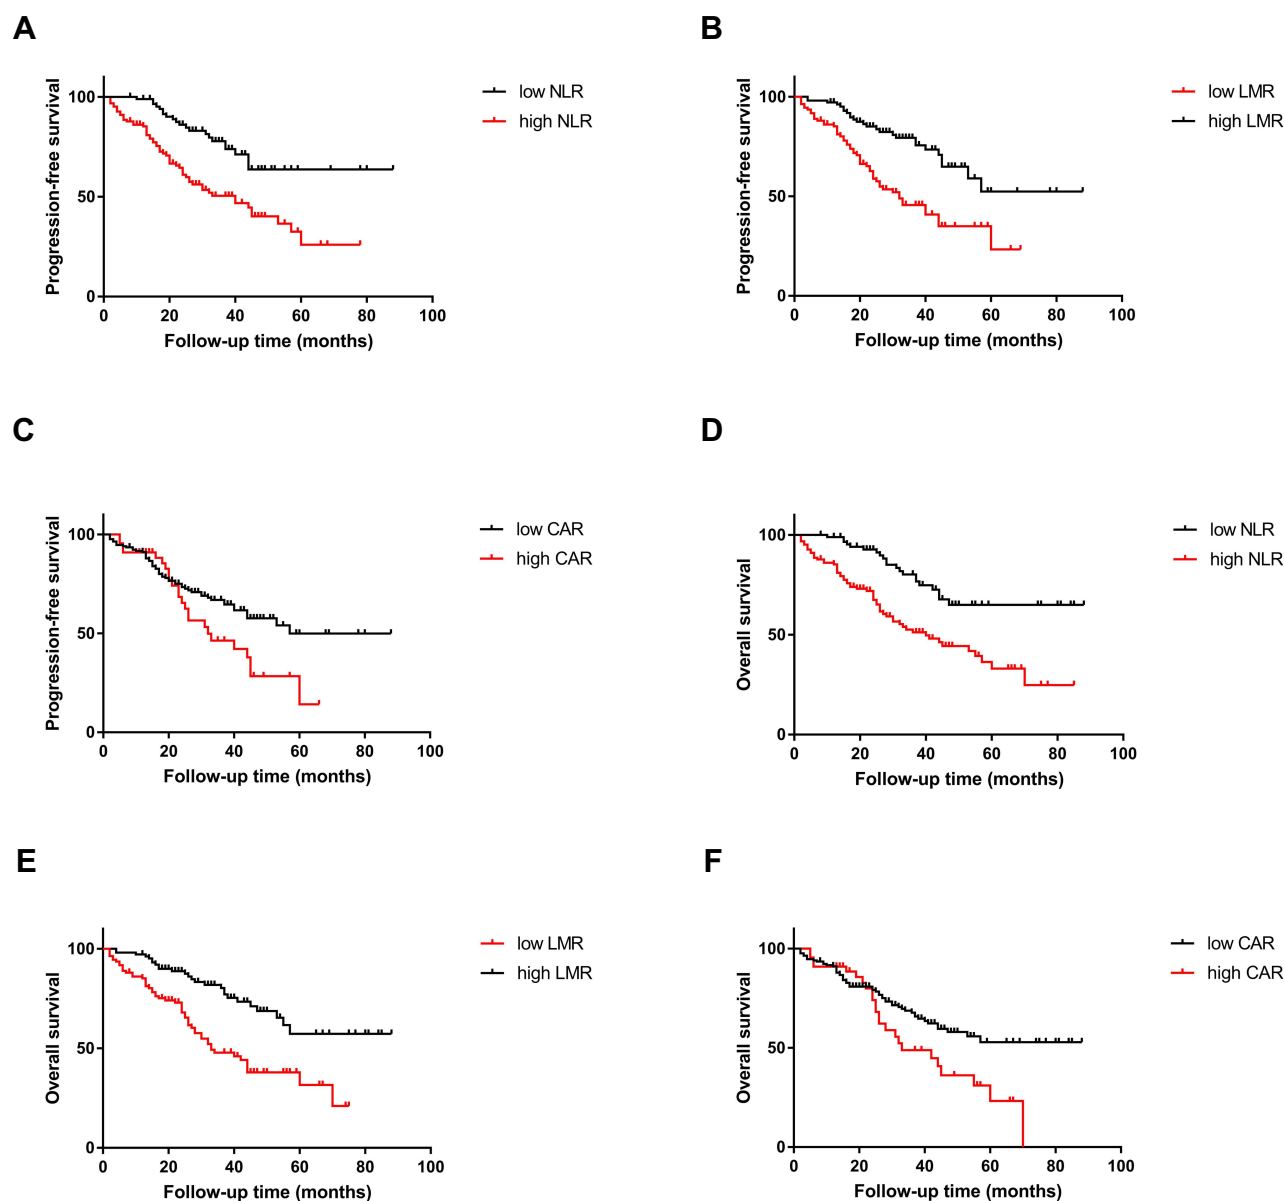 A
Progression-free survival
100
50
0
0 20 40 60 80 100
Follow-up time (months)
low NLR
high NLR
B
Progression-free survival
100
50
0
0 20 40 60 80 100
Follow-up time (months)
low LMR
high LMR
C
Progression-free survival
100
50
0
0 20 40 60 80 100
Follow-up time (months)
low CAR
high CAR
D
Overall survival
100
50
0
0 20 40 60 80 100
Follow-up time (months)
low NLR
high NLR
E
Overall survival
100
50
0
0 20 40 60 80 100
Follow-up time (months)
low LMR
high LMR
F
Overall survival
100
50
0
0 20 40 60 80 100
Follow-up time (months)
low CAR
high CAR